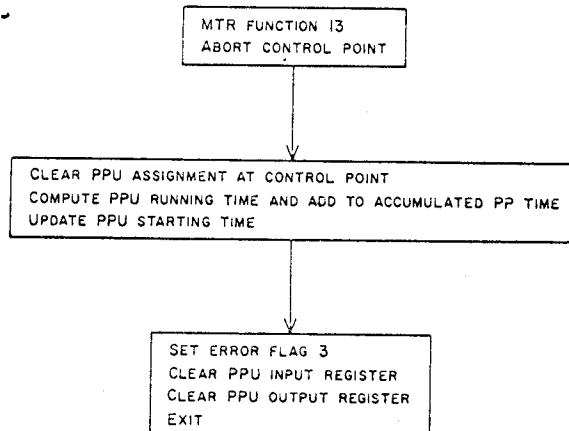 MTR FUNCTION 13
ABORT CONTROL POINT
CLEAR PPU ASSIGNMENT AT CONTROL POINT
COMPUTE PPU RUNNING TIME AND ADD TO ACCUMULATED PP TIME
UPDATE PPU STARTING TIME
SET ERROR FLAG 3
CLEAR PPU INPUT REGISTER
CLEAR PPU OUTPUT REGISTER
EXIT